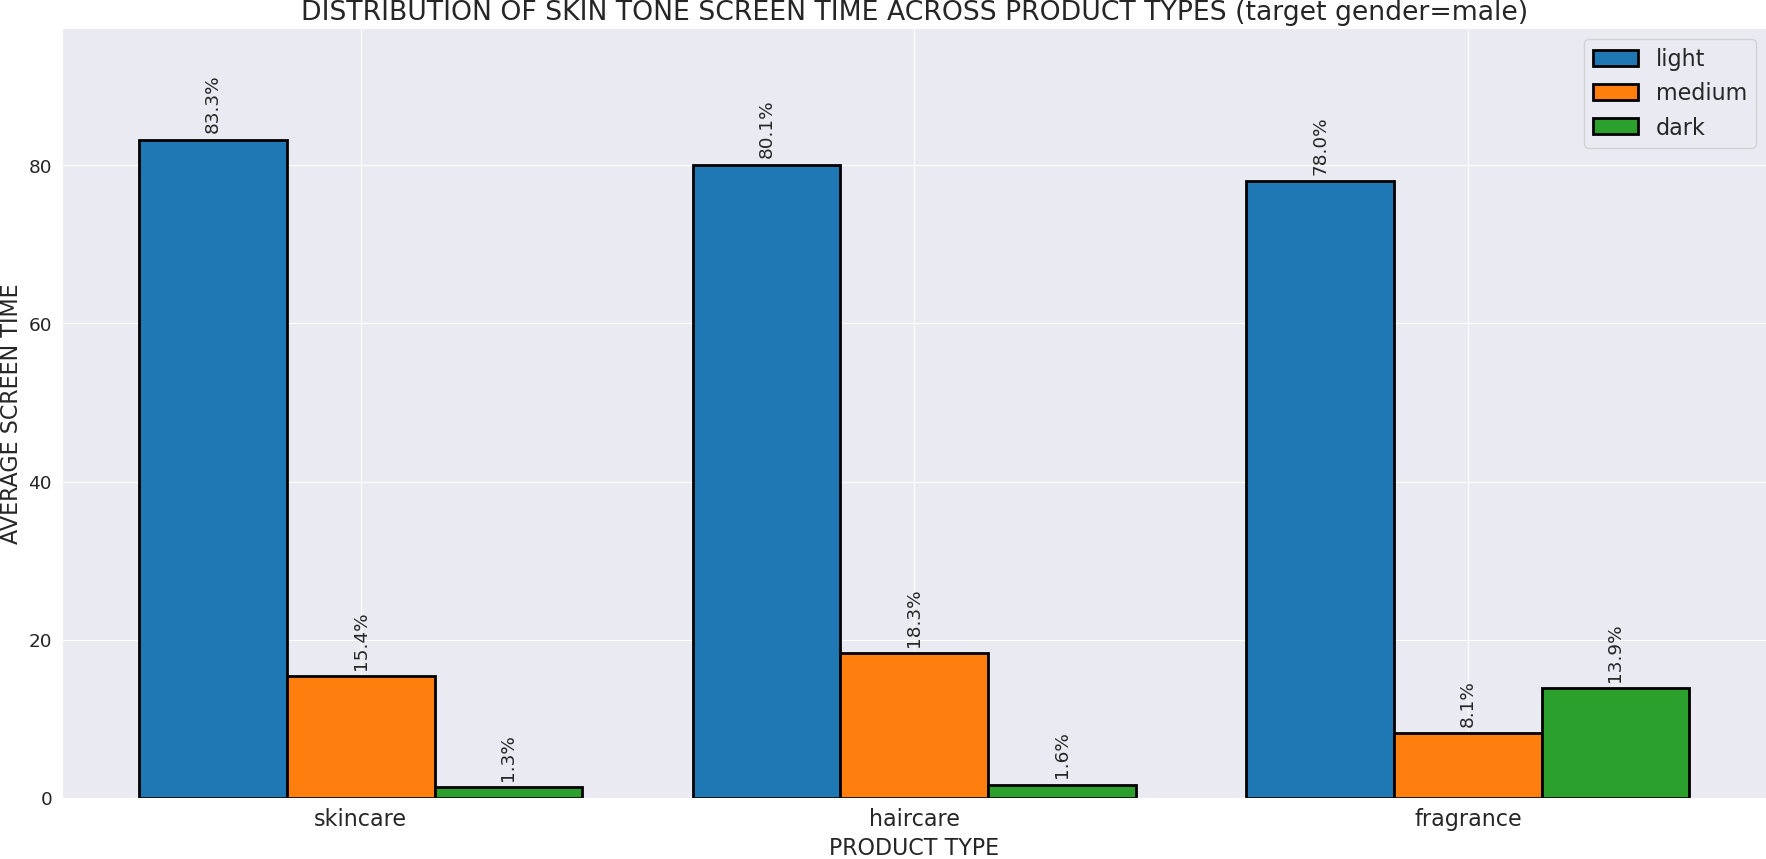 DISTRIBUTION OF SKIN TONE SCREEN TIME ACROSS PRODUCT TYPES (target gender=male)
light
medium
dark
AVERAGE SCREEN TIME
80
60
40
20
0
83.3%
15.4%
1.3%
80.1%
18.3%
1.6%
78.0%
8.1%
13.9%
skincare
haircare
fragrance
PRODUCT TYPE